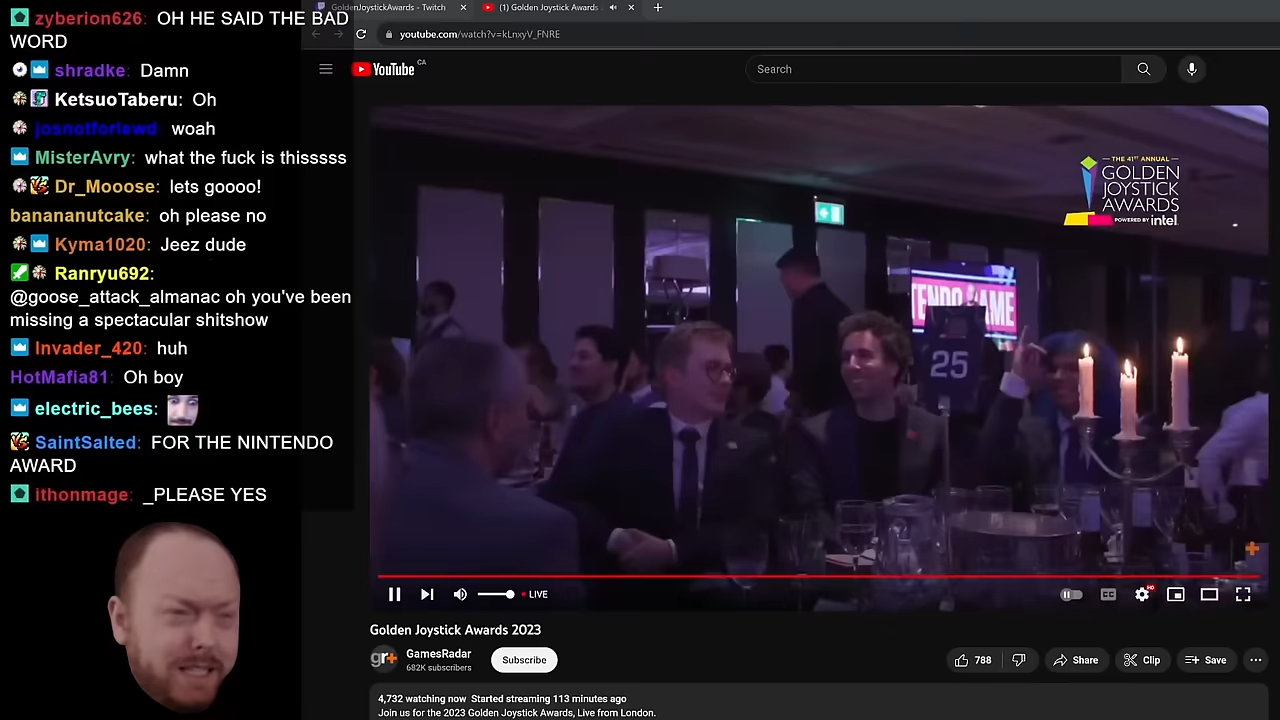 zyberion626: OH HE SAID THE BAD
WORD
shradke: Damn
KetsuoTaberu: Oh
josnotforlewd woah
MisterAvry: what the fuck is thisssss
Dr_Mooose: lets goooo!
banananutcake: oh please no
Kyma1020: Jeez dude
Ranryu692:
@goose_attack_almanac oh you've been
missing a spectacular shitshow
Invader_420: huh
HotMafia81: Oh boy
electric_bees:
SaintSalted: FOR THE NINTENDO
AWARD
ithonmage: _PLEASE YES
GoldenJoystickAwards - Twitch
(1) Golden Joystick Awards
youtube.com/watch?v=kLnxyV_FNRE
YouTube CA
Search
THE 41ST ANNUAL
GOLDEN
JOYSTICK
AWARDS
POWERED BY intel.
TENDO GAME
25
LIVE
CC
HD
Golden Joystick Awards 2023
gr+
GamesRadar
682K subscribers
Subscribe
788
Share
Clip
Save
4,732 watching now Started streaming 113 minutes ago
Join us for the 2023 Golden Joystick Awards, Live from London.